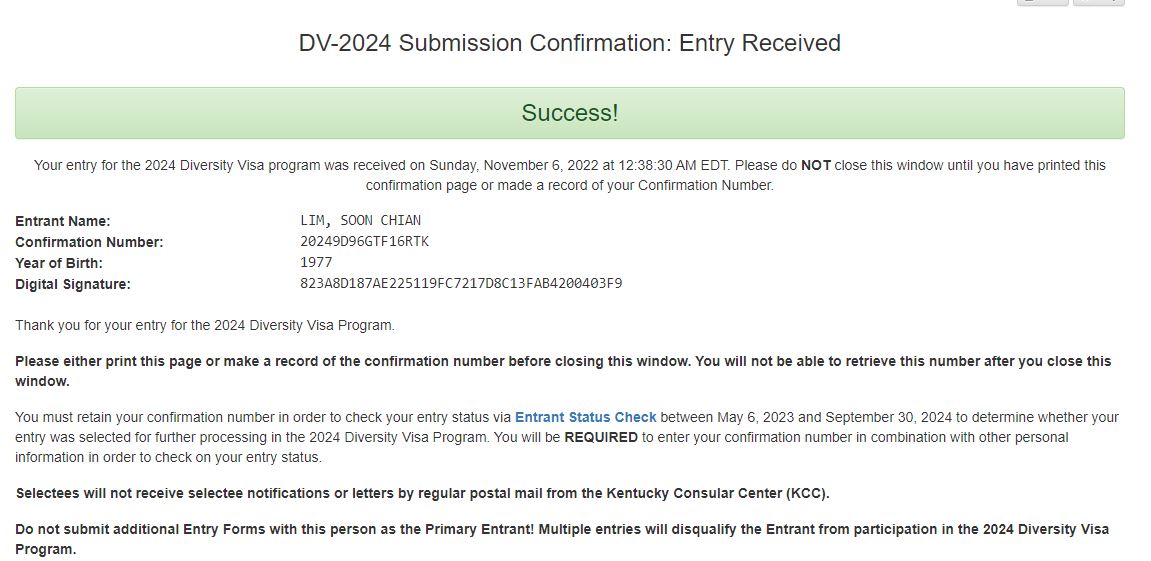 DV-2024 Submission Confirmation: Entry Received
Success!
Your entry for the 2024 Diversity Visa program was received on Sunday, November 6, 2022 at 12:38:30 AM EDT. Please do NOT close this window until you have printed this
confirmation page or made a record of your Confirmation Number.
Entrant Name: LIM, SOON CHIAN
Confirmation Number: 20249D96GTF16RTK
Year of Birth: 1977
Digital Signature: 823A8D187AE225119FC7217D8C13FAB4200403F9
Thank you for your entry for the 2024 Diversity Visa Program.
Please either print this page or make a record of the confirmation number before closing this window. You will not be able to retrieve this number after you close this
window.
You must retain your confirmation number in order to check your entry status via Entrant Status Check between May 6, 2023 and September 30, 2024 to determine whether your
entry was selected for further processing in the 2024 Diversity Visa Program. You will be REQUIRED to enter your confirmation number in combination with other personal
information in order to check on your entry status.
Selectees will not receive selectee notifications or letters by regular postal mail from the Kentucky Consular Center (KCC).
Do not submit additional Entry Forms with this person as the Primary Entrant! Multiple entries will disqualify the Entrant from participation in the 2024 Diversity Visa
Program.